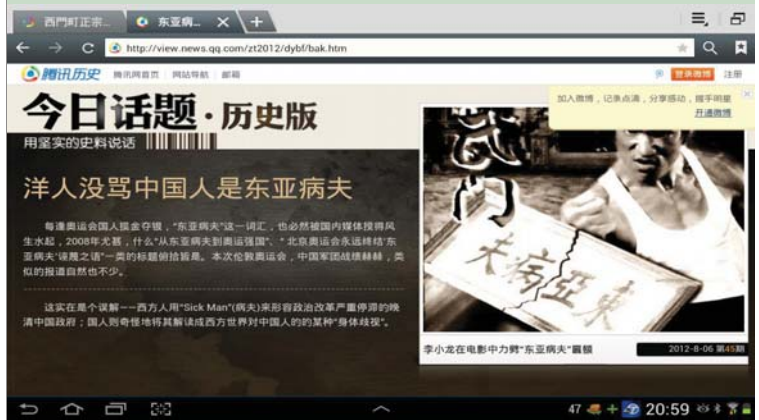 西門町正宗...
东亚病...
http://view.news.qq.com/zt2012/dybf/bak.htm
腾讯历史 腾讯网首页 网站导航 邮箱
登录微博 注册
加入微博，记录点滴，分享感动，握手明星
开通微博
今日话题·历史版
用坚实的史料说话
洋人没骂中国人是东亚病夫
每逢奥运会国人掘金夺银，“东亚病夫”这一词汇，也必然被国内媒体搅得风
生水起，2008年尤甚，什么“从东亚病夫到奥运强国”、“北京奥运会永远终结‘东
亚病夫’诬蔑之语”一类的标题俯拾皆是。本次伦敦奥运会，中国军团战绩赫赫，类
似的报道自然也不少。
这实在是个误解——西方人用“Sick Man”(病夫)来形容政治改革严重停滞的晚
清中国政府；国人则奇怪地将其解读成西方世界对中国人的的某种“身体歧视”。
武门
夫病亞東
李小龙在电影中力劈“东亚病夫”匾额
2012-8-06 第45期
47
20:59